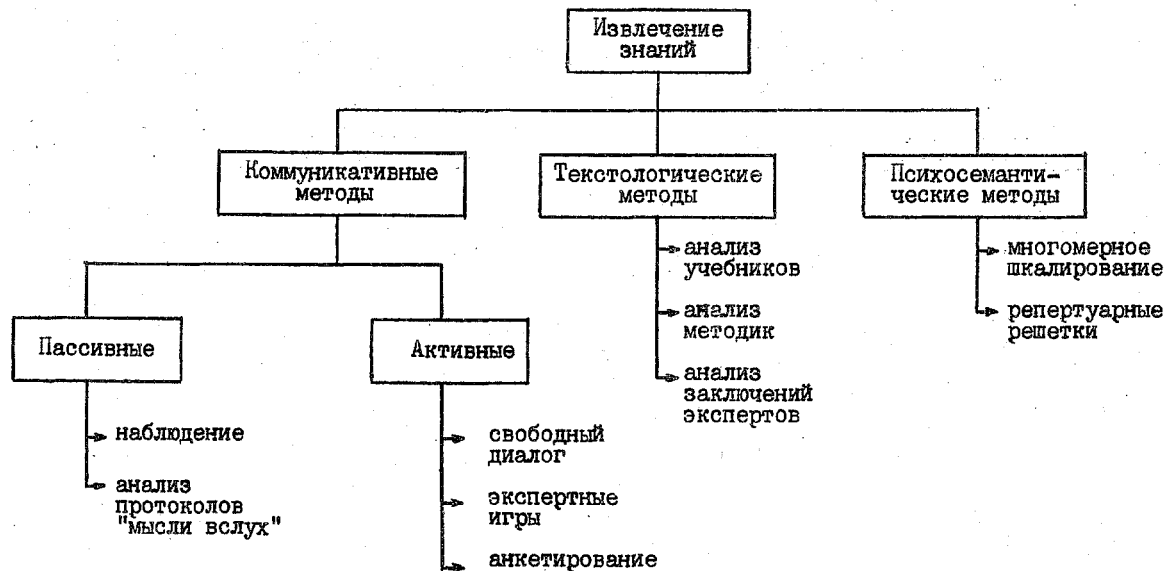 Извлечение
знаний
Коммуникативные
методы
Текстологические
методы
Психосеманти-
ческие методы
анализ
учебников
анализ
методик
анализ
заключений
экспертов
многомерное
шкалирование
репертуарные
решетки
Пассивные
Активные
наблюдение
анализ
протоколов
"мысли вслух"
свободный
диалог
экспертные
игры
анкетирование